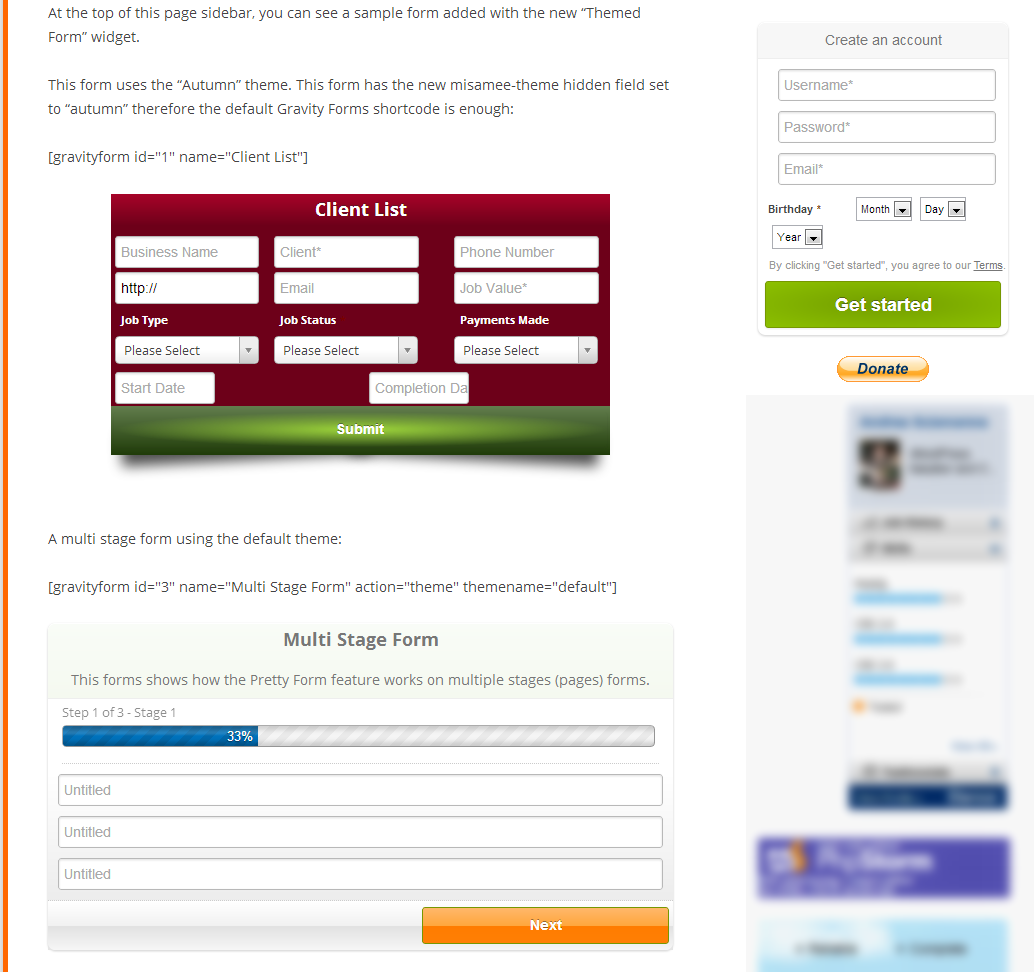 At the top of this page sidebar, you can see a sample form added with the new “Themed
Form” widget.
This form uses the “Autumn” theme. This form has the new misamee-theme hidden field set
to “autumn” therefore the default Gravity Forms shortcode is enough:
[gravityform id="1" name="Client List"]
Client List
Business Name Client* Phone Number
http:// Email Job Value*
Job Type Job Status Payments Made
Please Select Please Select Please Select
Start Date Completion Da
Submit
A multi stage form using the default theme:
[gravityform id="3" name="Multi Stage Form" action="theme" themename="default"]
Multi Stage Form
This forms shows how the Pretty Form feature works on multiple stages (pages) forms.
Step 1 of 3 - Stage 1
33%
Untitled
Untitled
Untitled
Next
Create an account
Username*
Password*
Email*
Birthday * Month Day
Year
By clicking "Get started", you agree to our Terms.
Get started
Donate